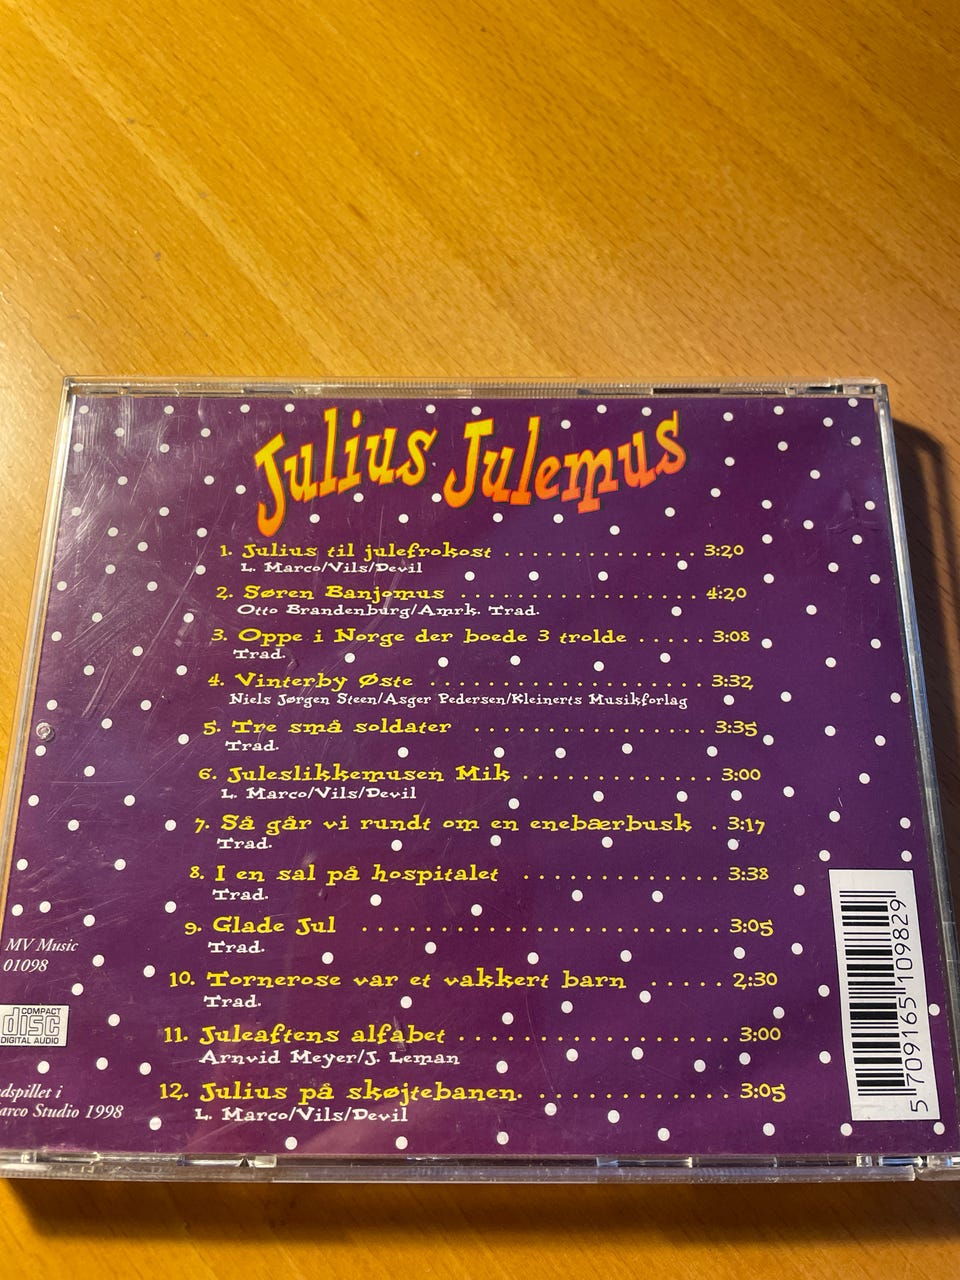 Julius Julemus
1. Julius til julefrokost . . . . . . . . . . . . . . 3:20
L. Marco/Vils/Devil
2. Søren Banjomus . . . . . . . . . . . . . . . . . 4:20
Otto Brandenburg/Amrk. Trad.
3. Oppe i Norge der boede 3 trolde . . . . . 3:08
Trad.
4. Vinterby Øste . . . . . . . . . . . . . . . . . . . . 3:32
Niels Jørgen Steen/Asger Pedersen/Kleinerts Musikforlag
5. Tre små soldater . . . . . . . . . . . . . . . . . 3:35
Trad.
6. Juleslikkemusen Mik . . . . . . . . . . . . . . 3:00
L. Marco/Vils/Devil
7. Så går vi rundt om en enebærbusk . 3:17
Trad.
8. I en sal på hospitalet . . . . . . . . . . . . . . 3:38
Trad.
9. Glade Jul . . . . . . . . . . . . . . . . . . . . . . . . . 3:05
Trad.
10. Tornerose var et vakkert barn . . . . . 2:30
Trad.
11. Juleaftens alfabet . . . . . . . . . . . . . . . . . 3:00
Arnvid Meyer/J. Leman
12. Julius på skøjtebanen. . . . . . . . . . . . . 3:05
L. Marco/Vils/Devil
MV Music
01098
COMPACT
disc
DIGITAL AUDIO
dspillet i
arco Studio 1998
5 709165 109829